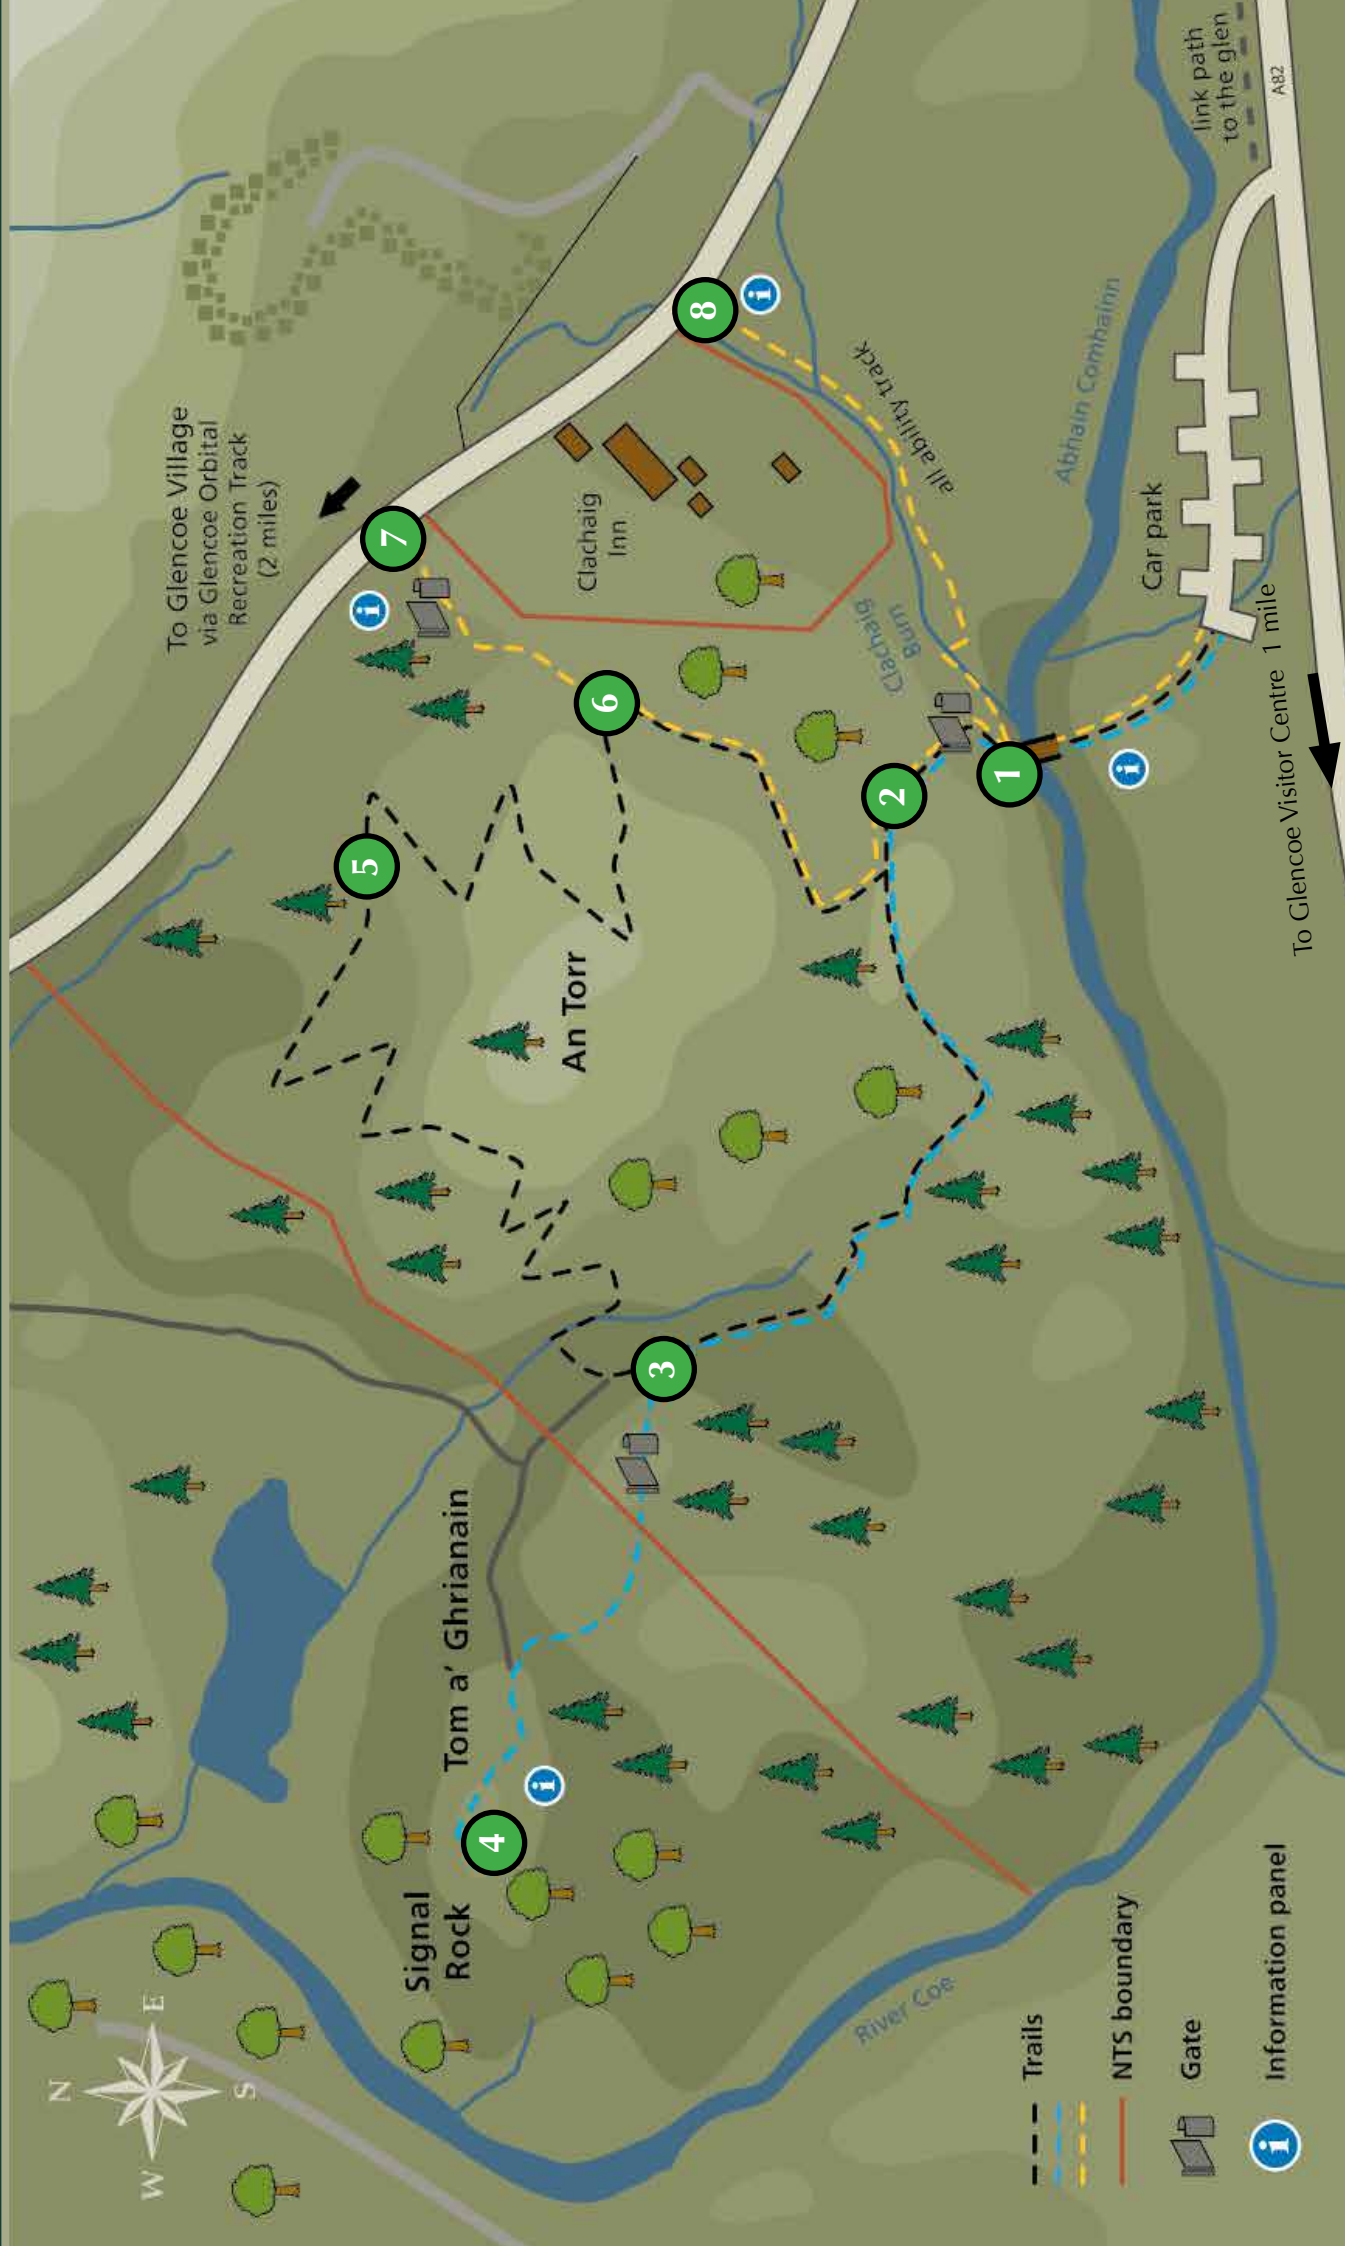 N
W
E
S
Signal
Rock
Tom a’ Ghrianain
An Torr
To Glencoe Village
via Glencoe Orbital
Recreation Track
(2 miles)
Clachaig
Inn
all ability track
Clachaig
Burn
Abhain Comhainn
Car park
link path
to the glen
A82
To Glencoe Visitor Centre 1 mile
River Coe
1
2
3
4
5
6
7
8
Trails
NTS boundary
Gate
i Information panel
i
i
i
i